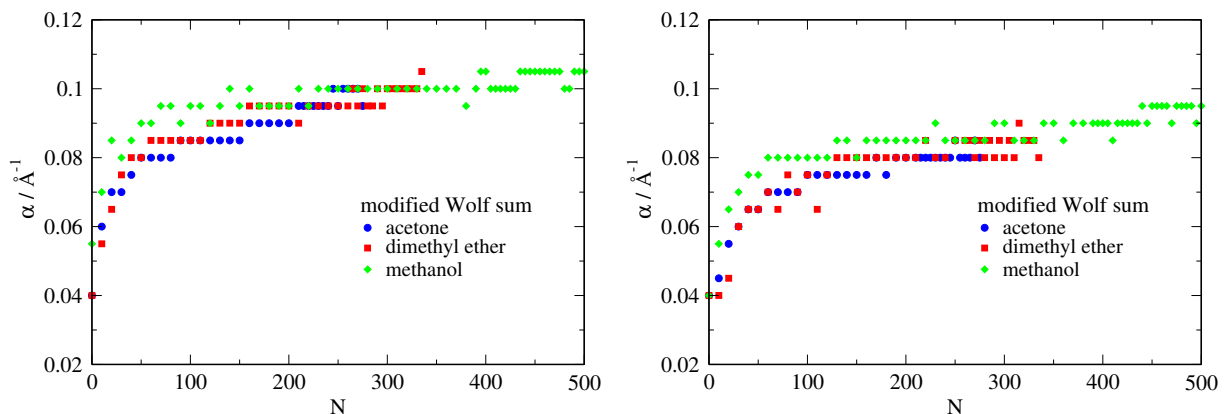 0.12
0.1
0.08
0.06
0.04
0.02
α / Å⁻¹
modified Wolf sum
acetone
dimethyl ether
methanol
0 100 200 300 400 500
N
0.12
0.1
0.08
0.06
0.04
0.02
α / Å⁻¹
modified Wolf sum
acetone
dimethyl ether
methanol
0 100 200 300 400 500
N